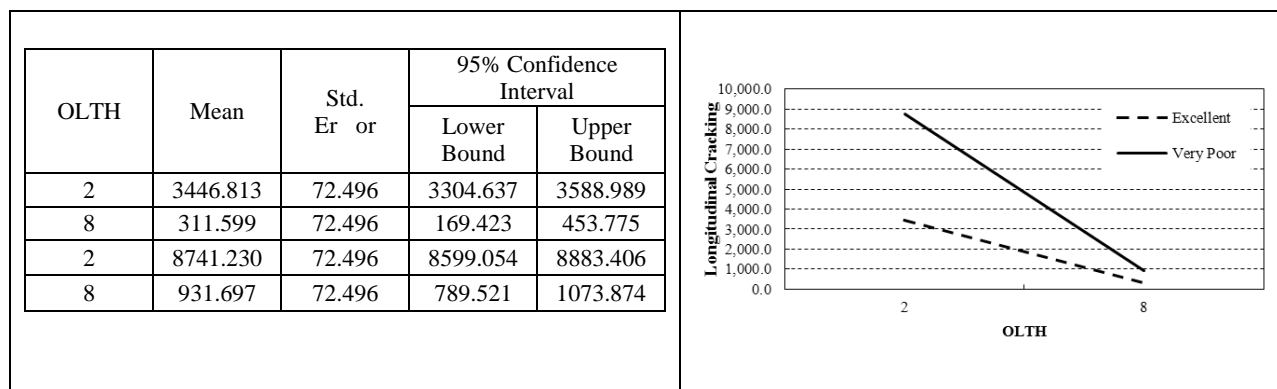 OLTH Mean Std. Er or 95% Confidence Interval
Lower Bound Upper Bound
2 3446.813 72.496 3304.637 3588.989
8 311.599 72.496 169.423 453.775
2 8741.230 72.496 8599.054 8883.406
8 931.697 72.496 789.521 1073.874
Longitudinal Cracking
10,000.0
9,000.0
8,000.0
7,000.0
6,000.0
5,000.0
4,000.0
3,000.0
2,000.0
1,000.0
0.0
Excellent
Very Poor
2 8
OLTH